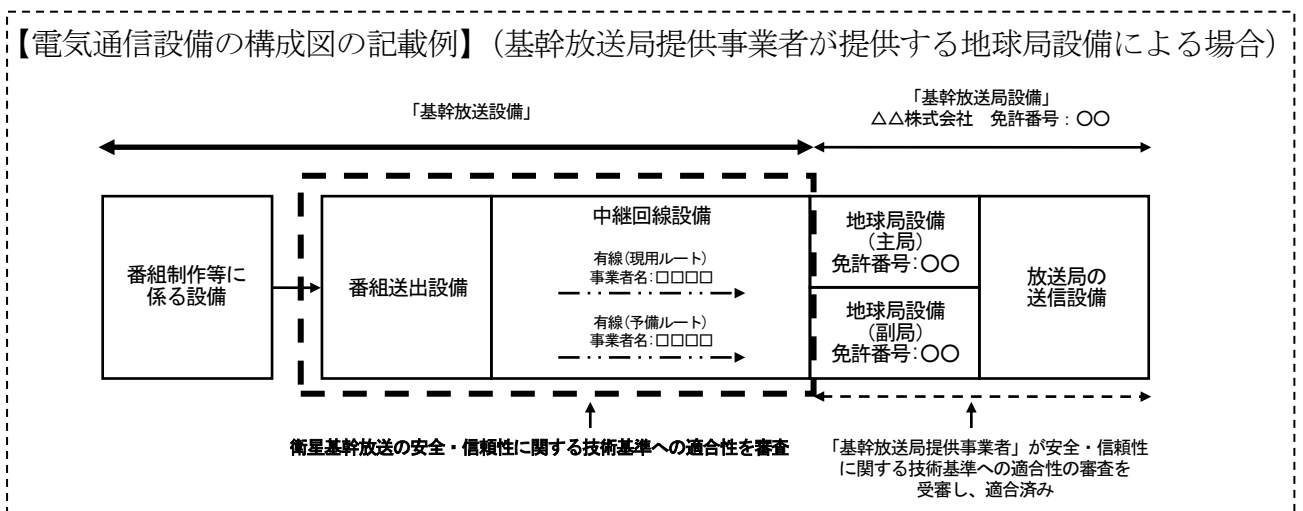 【電気通信設備の構成図の記載例】（基幹放送局提供事業者が提供する地球局設備による場合）
「基幹放送設備」
「基幹放送局設備」
△△株式会社　免許番号：〇〇
番組制作等に
係る設備
番組送出設備
中継回線設備
有線（現用ルート）
事業者名：□□□□
有線（予備ルート）
事業者名：□□□□
地球局設備
（主局）
免許番号：〇〇
地球局設備
（副局）
免許番号：〇〇
放送局の
送信設備
衛星基幹放送の安全・信頼性に関する技術基準への適合性を審査
「基幹放送局提供事業者」が安全・信頼性
に関する技術基準への適合性の審査を
受審し、適合済み